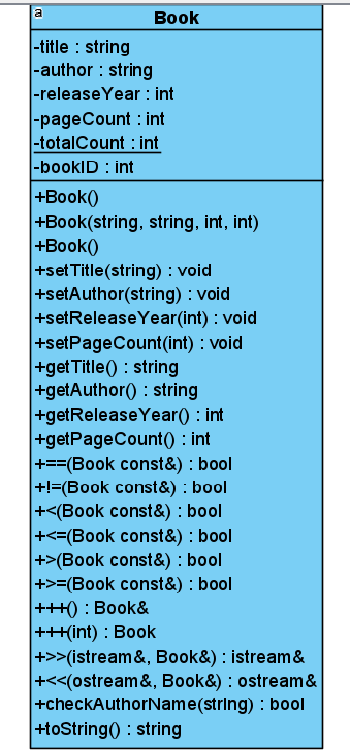 a
Book
-title : string
-author : string
-releaseYear : int
-pageCount : int
-totalCount : int
-bookID : int
+Book()
+Book(string, string, int, int)
+Book()
+setTitle(string) : void
+setAuthor(string) : void
+setReleaseYear(int) : void
+setPageCount(int) : void
+getTitle() : string
+getAuthor() : string
+getReleaseYear() : int
+getPageCount() : int
+==(Book const&) : bool
+!=(Book const&) : bool
+<(Book const&) : bool
+<=(Book const&) : bool
+>(Book const&) : bool
+>=(Book const&) : bool
+++() : Book&
+++(int) : Book
+>>(istream&, Book&) : istream&
+<<(ostream&, Book&) : ostream&
+checkAuthorName(string) : bool
+toString() : string